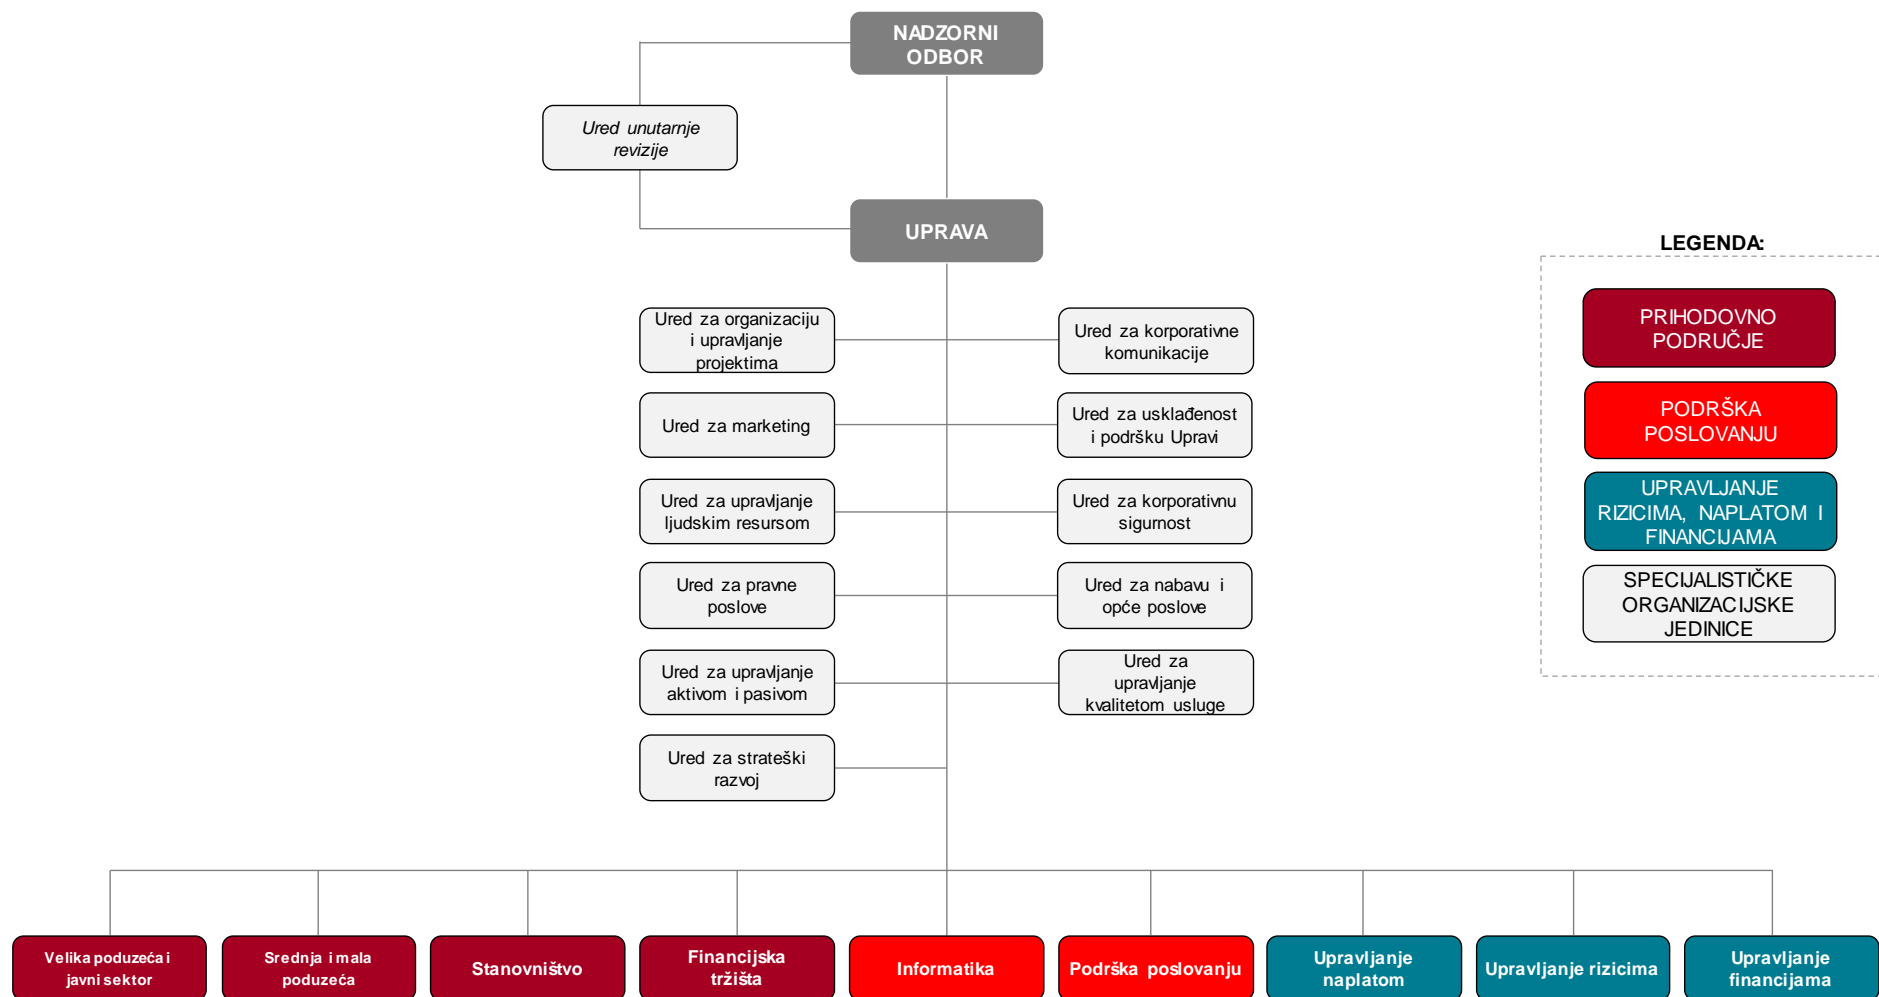 NADZORNI
ODBOR
Ured unutarnje
revizije
UPRAVA
LEGENDA:
PRIHODOVNO
PODRUČJE
PODRŠKA
POSLOVANJU
UPRAVLJANJE
RIZICIMA, NAPLATOM I
FINANCIJAMA
SPECIJALISTIČKE
ORGANIZACIJSKE
JEDINICE
Ured za organizaciju
i upravljanje
projektima
Ured za korporativne
komunikacije
Ured za marketing
Ured za usklađenost
i podršku Upravi
Ured za upravljanje
ljudskim resursom
Ured za korporativnu
sigurnost
Ured za pravne
poslove
Ured za nabavu i
opće poslove
Ured za upravljanje
aktivom i pasivom
Ured za
upravljanje
kvalitetom usluge
Ured za strateški
razvoj
Velika poduzeća i
javni sektor
Srednja i mala
poduzeća
Stanovništvo
Financijska
tržišta
Informatika
Podrška poslovanju
Upravljanje
naplatom
Upravljanje rizicima
Upravljanje
financijama